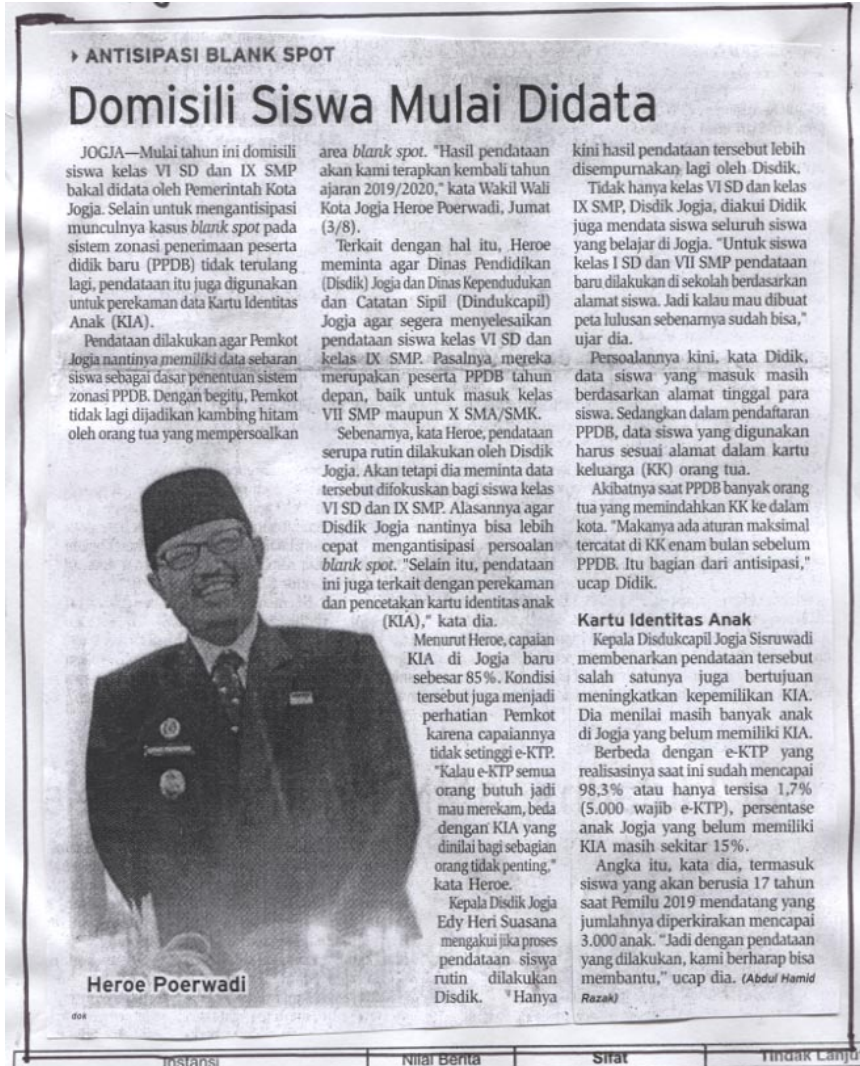 ANTISIPASI BLANK SPOT
Domisili Siswa Mulai Didata
JOGJA—Mulai tahun ini domisili
siswa kelas VI SD dan IX SMP
bakal didata oleh Pemerintah Kota
Jogja. Selain untuk mengantisipasi
munculnya kasus blank spot pada
sistem zonasi penerimaan peserta
didik baru (PPDB) tidak terulang
lagi, pendataan itu juga digunakan
untuk perekaman data Kartu Identitas
Anak (KIA).
Pendataan dilakukan agar Pemkot
Jogja nantinya memiliki data sebaran
siswa sebagai dasar penentuan sistem
zonasi PPDB. Dengan begitu, Pemkot
tidak lagi dijadikan kambing hitam
oleh orang tua yang mempersoalkan
area blank spot. "Hasil pendataan
akan kami terapkan kembali tahun
ajaran 2019/2020," kata Wakil Wali
Kota Jogja Heroe Poerwadi, Jumat
(3/8).
Terkait dengan hal itu, Heroe
meminta agar Dinas Pendidikan
(Disdik) Jogja dan Dinas Kependudukan
dan Catatan Sipil (Dindukcapil)
Jogja agar segera menyelesaikan
pendataan siswa kelas VI SD dan
kelas IX SMP. Pasalnya, mereka
merupakan peserta PPDB tahun
depan, baik untuk masuk kelas
VII SMP maupun X SMA/SMK.
Sebenarnya, kata Heroe, pendataan
serupa rutin dilakukan oleh Disdik
Jogja. Akan tetapi dia meminta data
tersebut difokuskan bagi siswa kelas
VI SD dan IX SMP. Alasannya agar
Disdik Jogja nantinya bisa lebih
cepat mengantisipasi persoalan
blank spot. "Selain itu, pendataan
ini juga terkait dengan perekaman
dan pencetakan kartu identitas anak
(KIA)," kata dia.
Menurut Heroe, capaian
KIA di Jogja baru
sebesar 85%. Kondisi
tersebut juga menjadi
perhatian Pemkot
karena capaiannya
tidak setinggi e-KTP.
"Kalau e-KTP semua
orang butuh jadi
mau merekam, beda
dengan KIA yang
dinilai bagi sebagian
orang tidak penting,"
kata Heroe.
Kepala Disdik Jogja
Edy Heri Suasana
mengakui jika proses
pendataan siswa
rutin dilakukan
Disdik. Hanya
kini hasil pendataan tersebut lebih
disempurnakan lagi oleh Disdik.
Tidak hanya kelas VI SD dan kelas
IX SMP, Disdik Jogja, diakui Didik
juga mendata siswa seluruh siswa
yang belajar di Jogja. "Untuk siswa
kelas I SD dan VII SMP pendataan
baru dilakukan di sekolah berdasarkan
alamat siswa. Jadi kalau mau dibuat
peta lulusan sebenarnya sudah bisa,"
ujar dia.
Persoalannya kini, kata Didik,
data siswa yang masuk masih
berdasarkan alamat tinggal para
siswa. Sedangkan dalam pendaftaran
PPDB, data siswa yang digunakan
harus sesuai alamat dalam kartu
keluarga (KK) orang tua.
Akibatnya saat PPDB banyak orang
tua yang memindahkan KK ke dalam
kota. "Makanya ada aturan maksimal
tercatat di KK enam bulan sebelum
PPDB. Itu bagian dari antisipasi,"
ucap Didik.
Kartu Identitas Anak
Kepala Disdukcapil Jogja Sisruwadi
membenarkan pendataan tersebut
salah satunya juga bertujuan
meningkatkan kepemilikan KIA.
Dia menilai masih banyak anak
di Jogja yang belum memiliki KIA.
Berbeda dengan e-KTP yang
realisasinya saat ini sudah mencapai
98,3% atau hanya tersisa 1,7%
(5.000 wajib e-KTP), persentase
anak Jogja yang belum memiliki
KIA masih sekitar 15%.
Angka itu, kata dia, termasuk
siswa yang akan berusia 17 tahun
saat Pemilu 2019 mendatang yang
jumlahnya diperkirakan mencapai
3.000 anak. "Jadi dengan pendataan
yang dilakukan, kami berharap bisa
membantu," ucap dia. (Abdul Hamid
Razak)
Heroe Poerwadi
dok
Instansi Nilai Berita Sifat Tindak Lanju